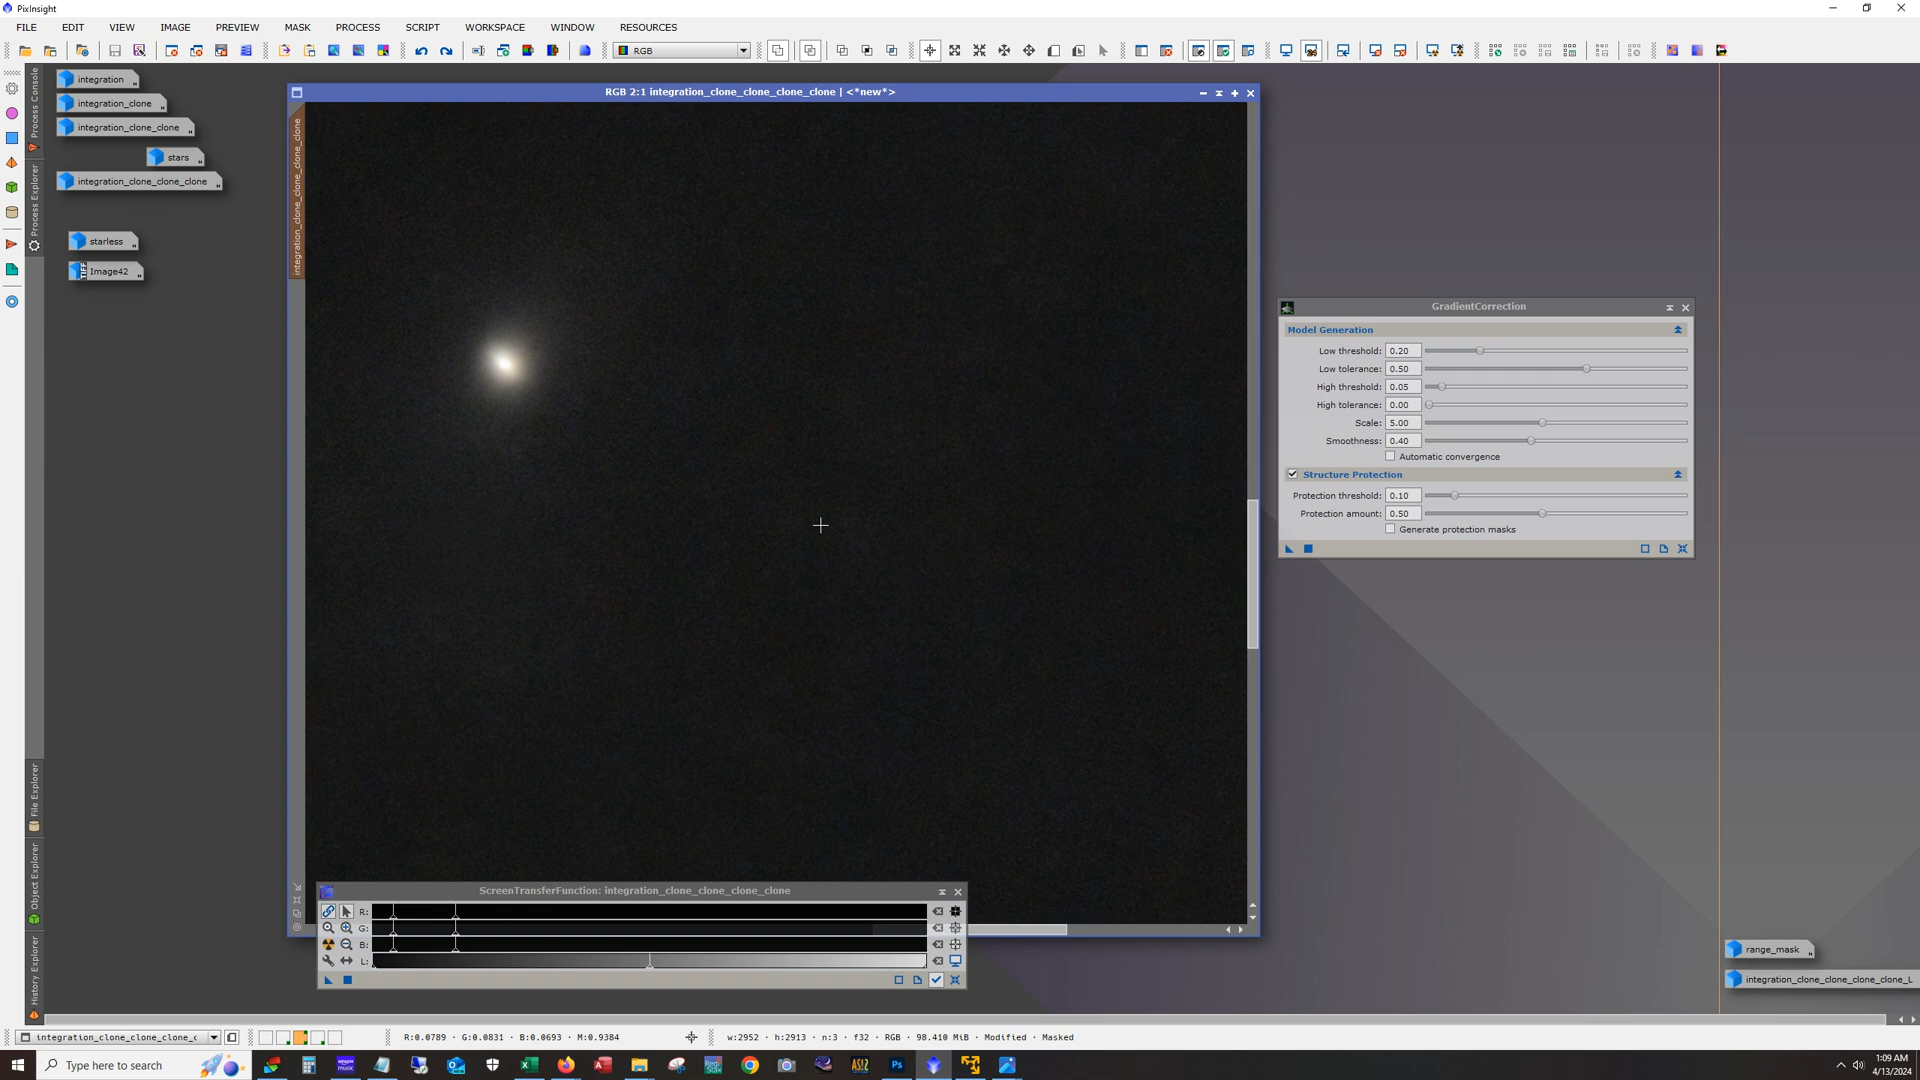 PixInsight
FILE EDIT VIEW IMAGE PROCESS SCRIPT WORKSPACE WINDOW RESOURCES PREVIEW MASK
RGB
Process Console
Process Explorer
File Explorer
Object Explorer
History Explorer
integration
integration_clone
integration_clone_clone
stars
integration_clone_clone_clone
starless
TIFF
Image42
RGB 2:1 integration_clone_clone_clone_clone | <*new*>
integration_clone_clone_clone_clone
GradientCorrection
Model Generation
Low threshold: 0.20
Low tolerance: 0.50
High threshold: 0.05
High tolerance: 0.00
Scale: 5.00
Smoothness: 0.40
Automatic convergence
Structure Protection
Protection threshold: 0.10
Protection amount: 0.50
Generate protection masks
ScreenTransferFunction: integration_clone_clone_clone_clone
R:
G:
B:
L:
range_mask
integration_clone_clone_clone_clone_L
integration_clone_clone_clone_c
R:0.0789 · G:0.0831 · B:0.0693 · M:0.9384
w:2952 · h:2913 · n:3 · f32 · RGB · 98.410 MiB · Modified · Masked
Type here to search
1:09 AM
4/13/2024